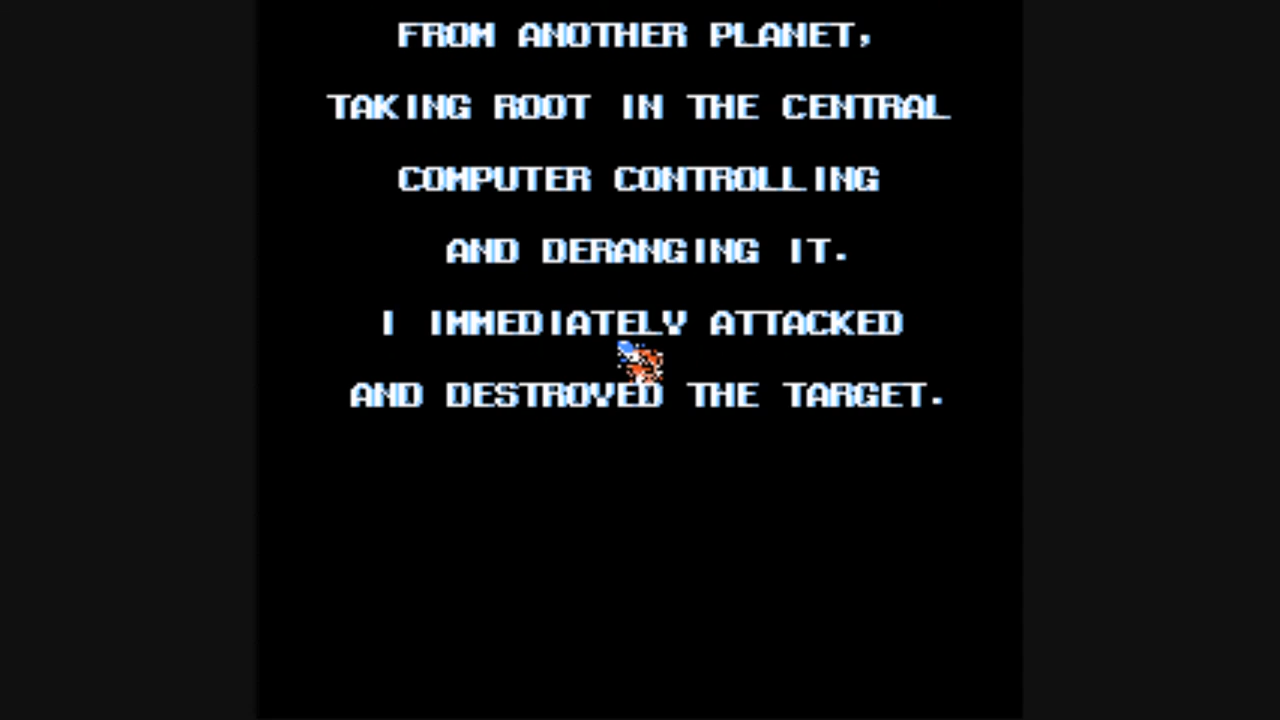 FROM ANOTHER PLANET,
TAKING ROOT IN THE CENTRAL
COMPUTER CONTROLLING
AND DERANGING IT.
I IMMEDIATELY ATTACKED
AND DESTROYED THE TARGET.